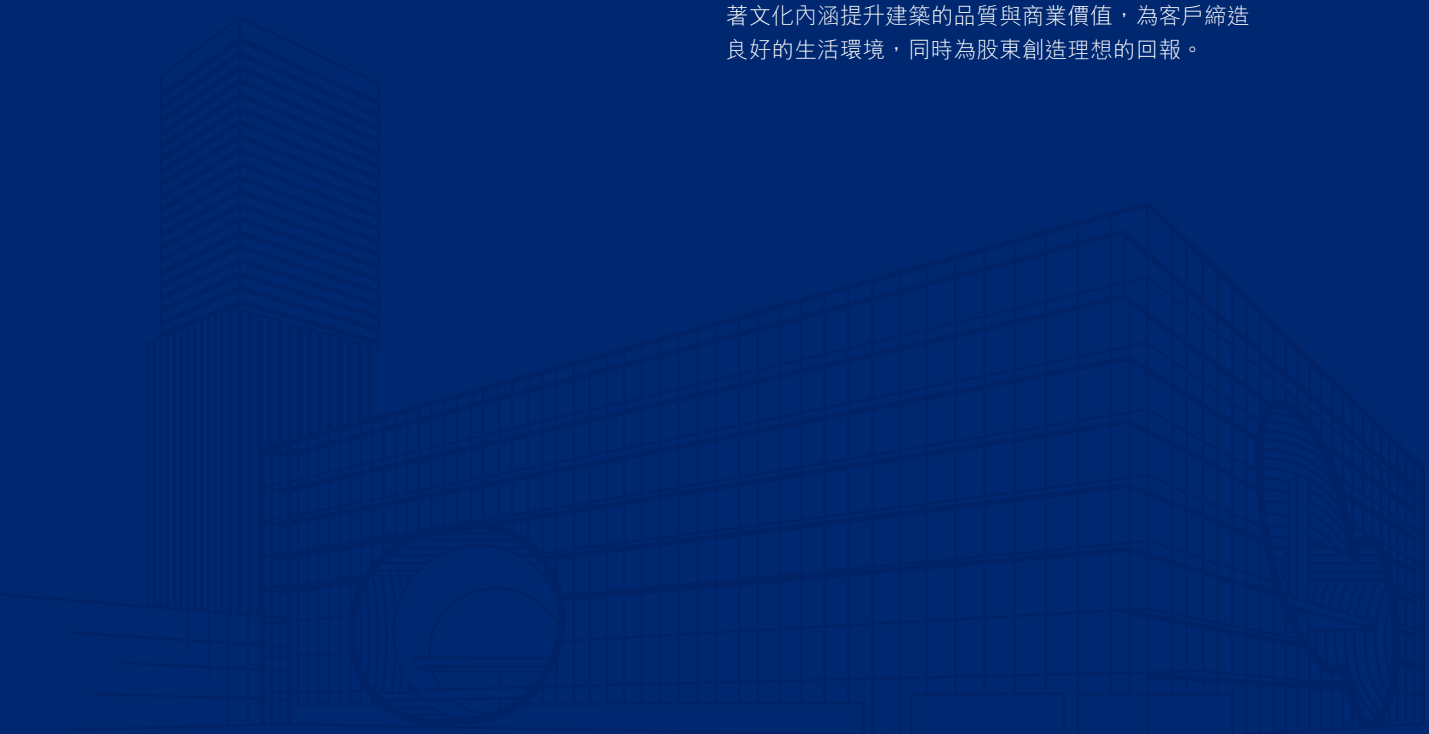 著文化內涵提升建築的品質與商業價值，為客戶締造
良好的生活環境，同時為股東創造理想的回報。